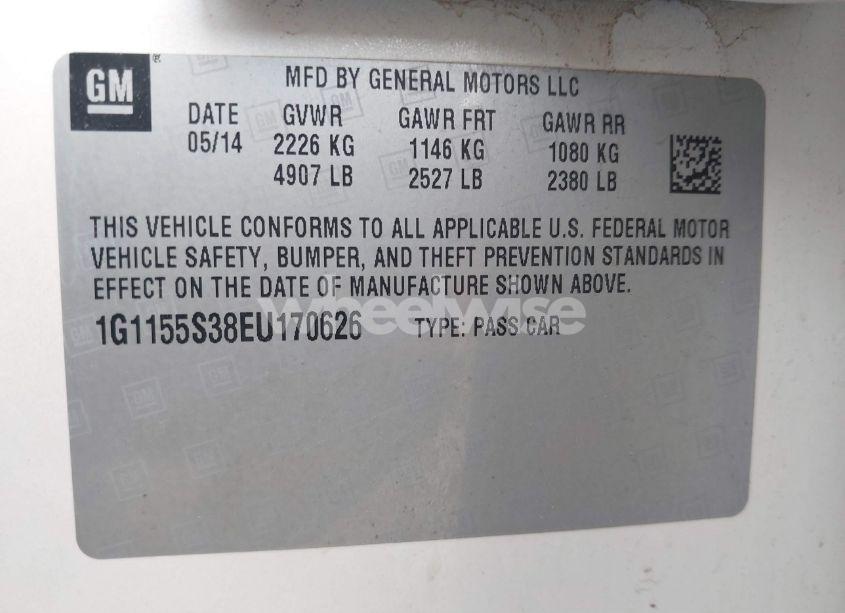 GM
MFD BY GENERAL MOTORS LLC
DATE GVWR GAWR FRT GAWR RR
05/14 2226 KG 1146 KG 1080 KG
4907 LB 2527 LB 2380 LB
THIS VEHICLE CONFORMS TO ALL APPLICABLE U.S. FEDERAL MOTOR
VEHICLE SAFETY, BUMPER, AND THEFT PREVENTION STANDARDS IN
EFFECT ON THE DATE OF MANUFACTURE SHOWN ABOVE.
wheelwise
1G1155S38EU170626 TYPE: PASS CAR